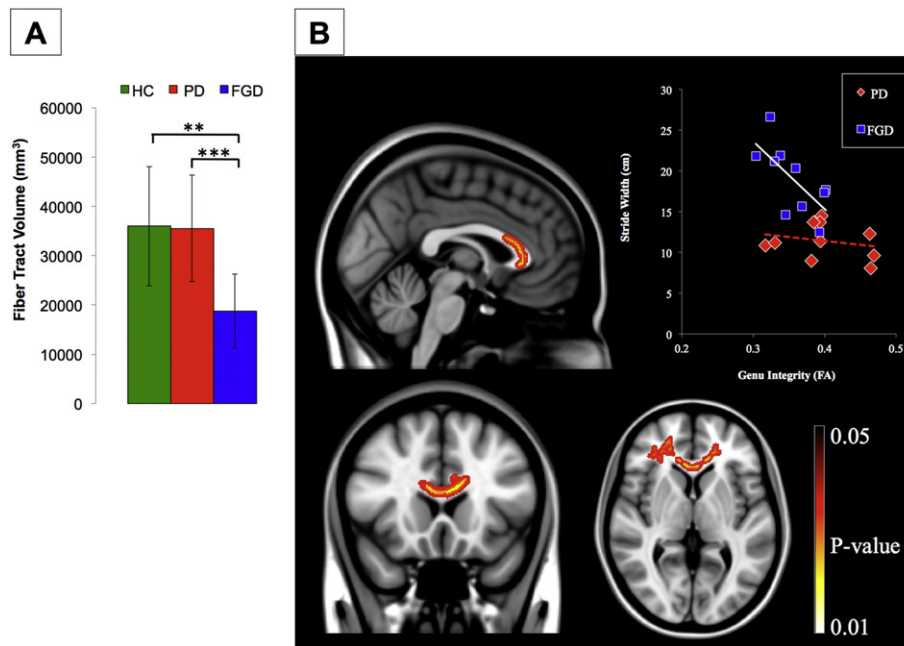 A
B
HC PD FGD
Fiber Tract Volume (mm³)
60000
50000
40000
30000
20000
10000
0
**
***
30
25
20
15
10
5
0
Stride Width (cm)
PD
FGD
0.2 0.3 0.4 0.5
Genu Integrity (FA)
0.05
P-value
0.01